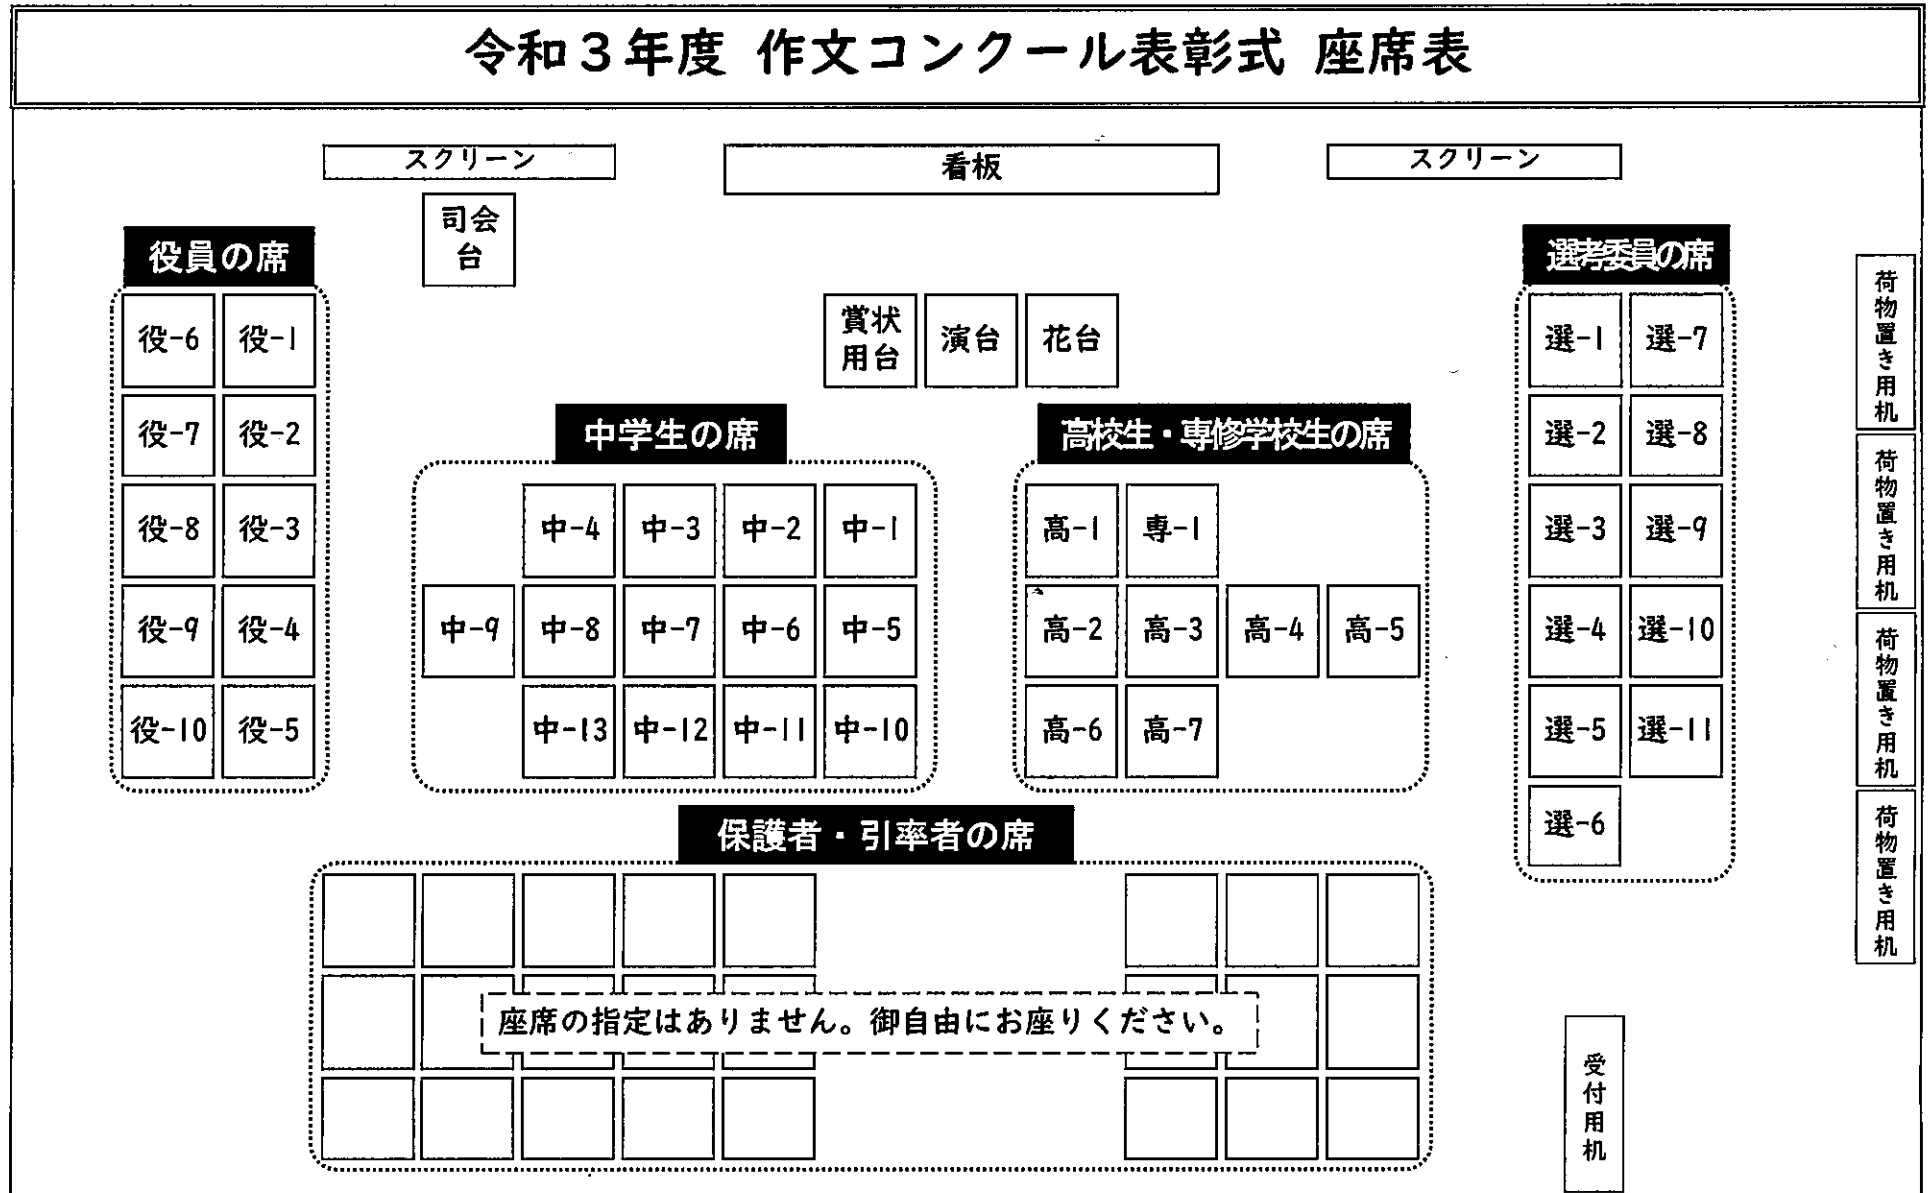 令和3年度 作文コンクール表彰式 座席表
スクリーン
看板
スクリーン
司会
台
役員の席
選考委員の席
賞状
用台
演台
花台
役-6 役-1
役-7 役-2
役-8 役-3
役-9 役-4
役-10 役-5
中学生の席
中-4 中-3 中-2 中-1
中-9 中-8 中-7 中-6 中-5
中-13 中-12 中-11 中-10
高校生・専修学校生の席
高-1 専-1
高-2 高-3 高-4 高-5
高-6 高-7
選-1 選-7
選-2 選-8
選-3 選-9
選-4 選-10
選-5 選-11
選-6
荷物置き用机
荷物置き用机
荷物置き用机
荷物置き用机
保護者・引率者の席
座席の指定はありません。御自由にお座りください。
受付用机